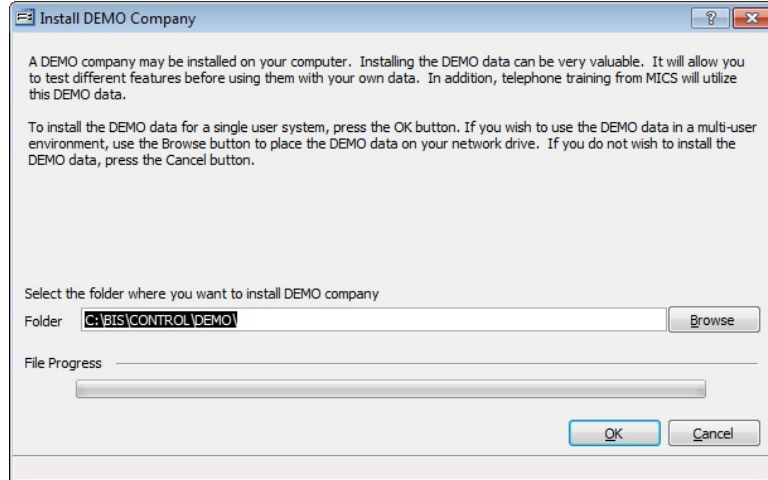 Install DEMO Company
A DEMO company may be installed on your computer.  Installing the DEMO data can be very valuable.  It will allow you
to test different features before using them with your own data.  In addition, telephone training from MICS will utilize
this DEMO data.
To install the DEMO data for a single user system, press the OK button. If you wish to use the DEMO data in a multi-user
environment, use the Browse button to place the DEMO data on your network drive.  If you do not wish to install the
DEMO data, press the Cancel button.
Select the folder where you want to install DEMO company
Folder C:\BIS\CONTROL\DEMO\ Browse
File Progress
OK Cancel